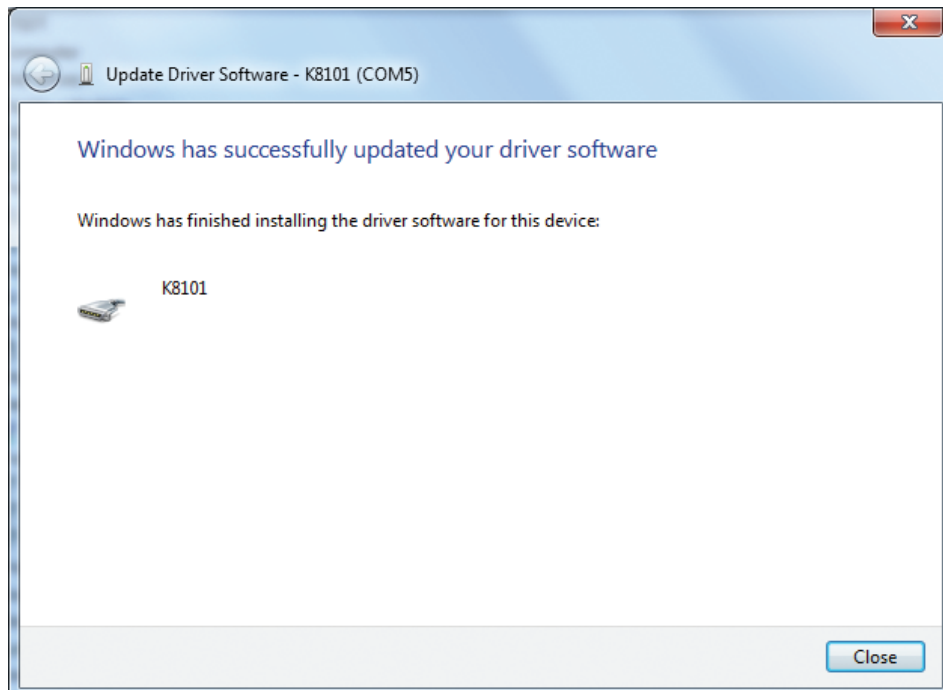 Update Driver Software - K8101 (COM5)
Windows has successfully updated your driver software
Windows has finished installing the driver software for this device:
K8101
Close